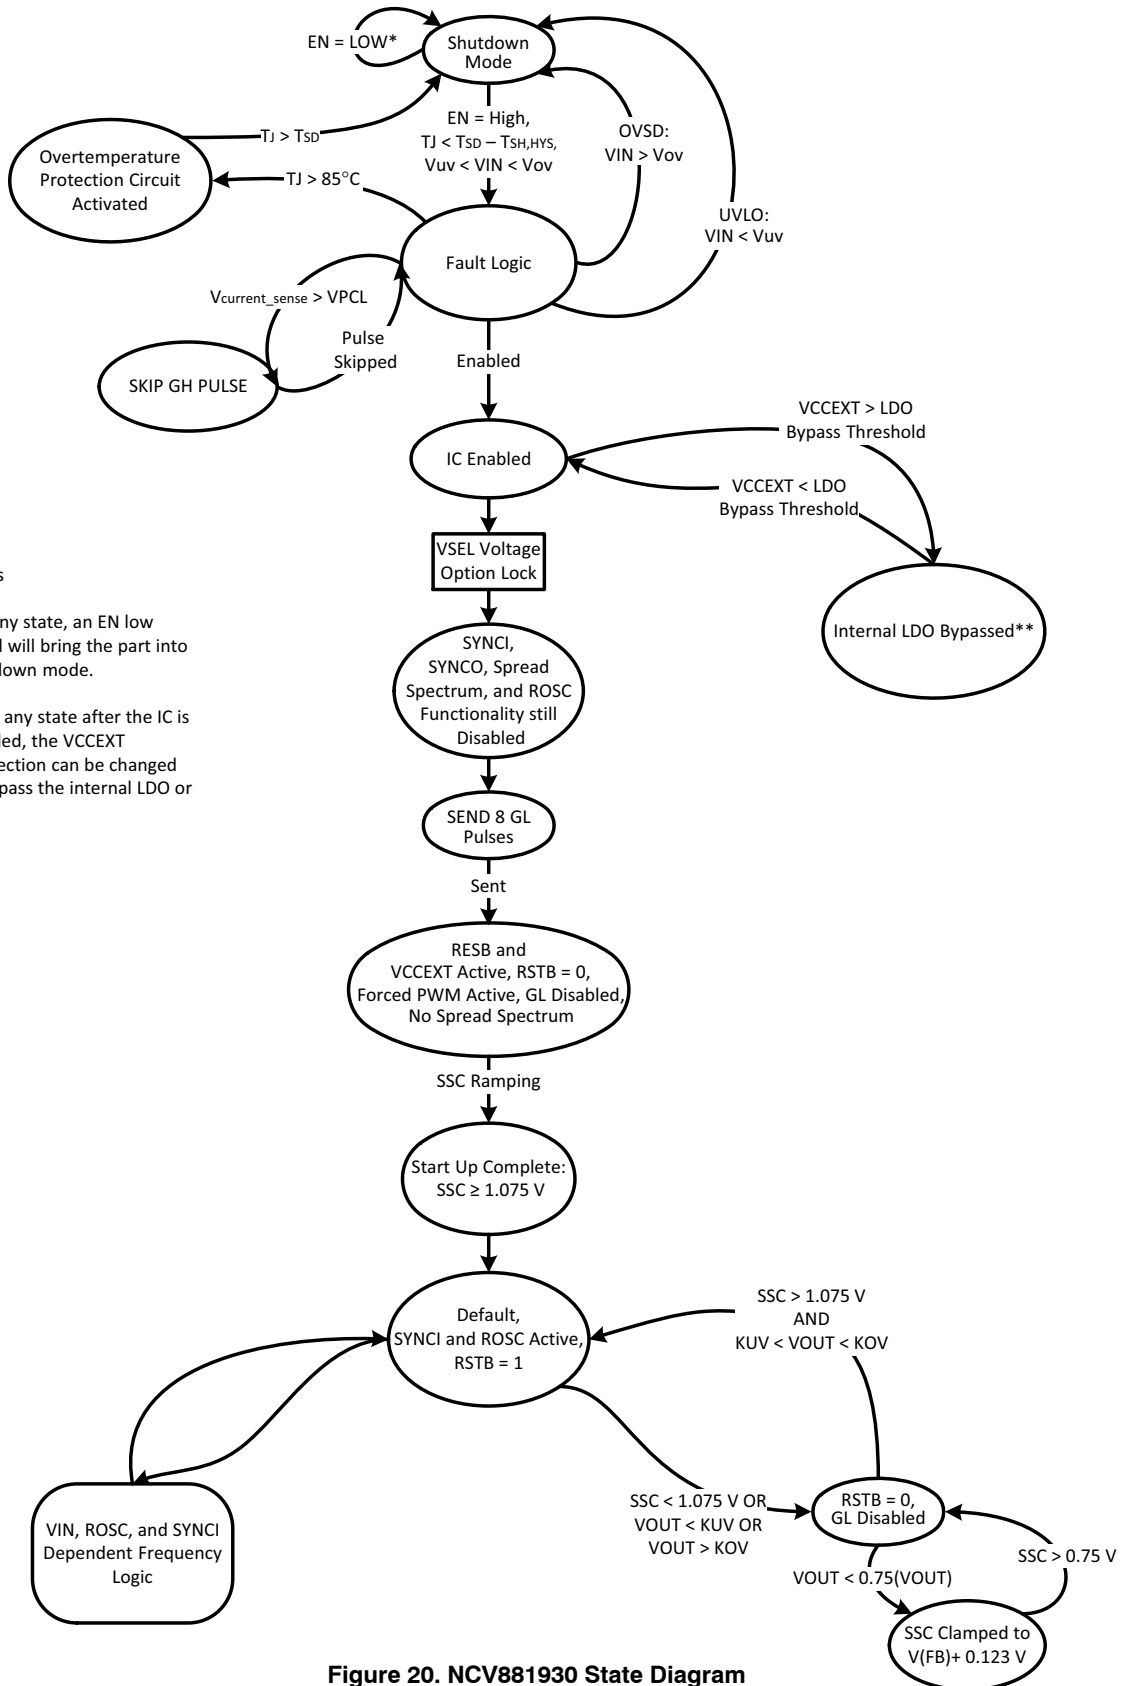 EN = LOW*
Shutdown
Mode
EN = High,
TJ < TSD – TSH,HYS,
Vuv < VIN < Vov
OVSD:
VIN > Vov
UVLO:
VIN < Vuv
TJ > TSD
Overtemperature
Protection Circuit
Activated
TJ > 85°C
Fault Logic
Vcurrent_sense > VPCL
Pulse
Skipped
SKIP GH PULSE
Enabled
IC Enabled
VCCEXT > LDO
Bypass Threshold
VCCEXT < LDO
Bypass Threshold
Internal LDO Bypassed**
VSEL Voltage
Option Lock
s
ny state, an EN low
l will bring the part into
down mode.
any state after the IC is
led, the VCCEXT
ection can be changed
pass the internal LDO or
SYNCI,
SYNCO, Spread
Spectrum, and ROSC
Functionality still
Disabled
SEND 8 GL
Pulses
Sent
RESB and
VCCEXT Active, RSTB = 0,
Forced PWM Active, GL Disabled,
No Spread Spectrum
SSC Ramping
Start Up Complete:
SSC ≥ 1.075 V
Default,
SYNCI and ROSC Active,
RSTB = 1
SSC > 1.075 V
AND
KUV < VOUT < KOV
SSC < 1.075 V OR
VOUT < KUV OR
VOUT > KOV
RSTB = 0,
GL Disabled
VIN, ROSC, and SYNCI
Dependent Frequency
Logic
VOUT < 0.75(VOUT)
SSC > 0.75 V
SSC Clamped to
V(FB)+ 0.123 V
Figure 20. NCV881930 State Diagram